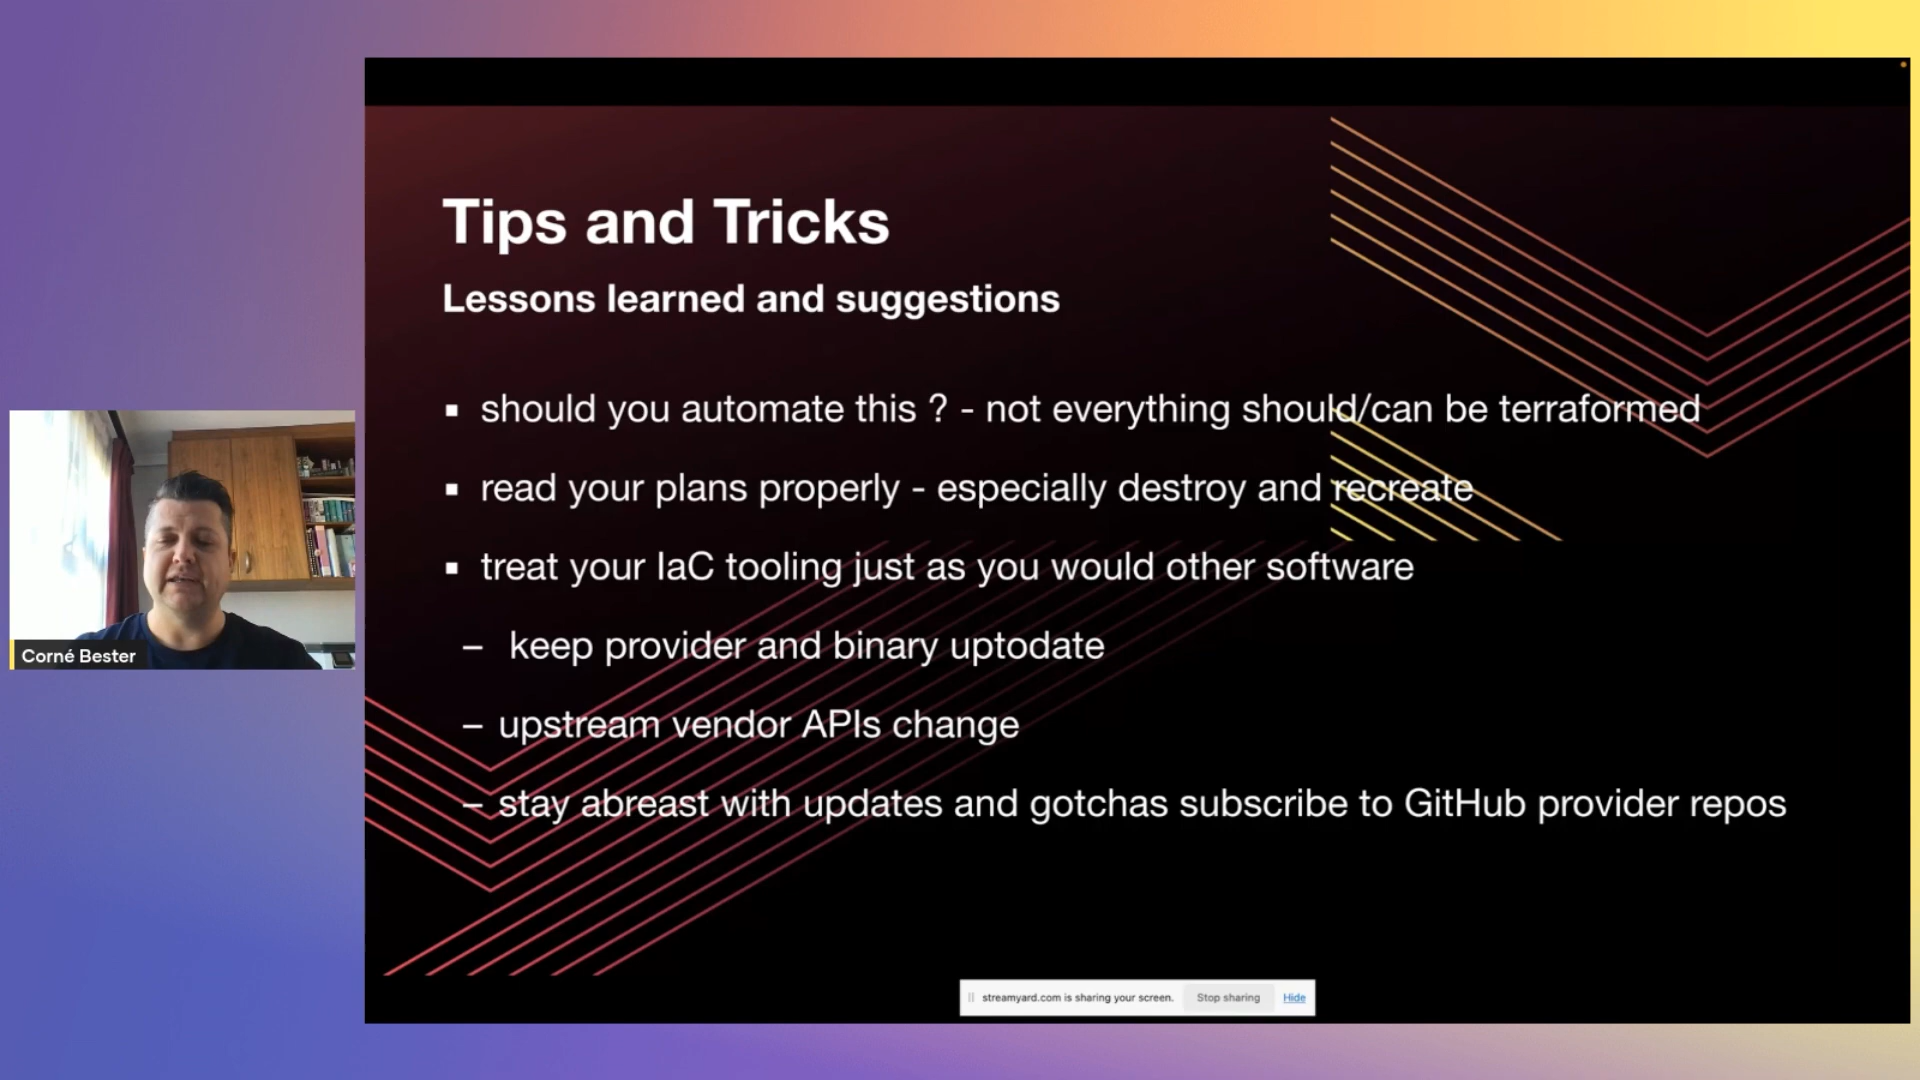 Tips and Tricks
Lessons learned and suggestions
▪ should you automate this ? - not everything should/can be terraformed
▪ read your plans properly - especially destroy and recreate
▪ treat your IaC tooling just as you would other software
– keep provider and binary uptodate
– upstream vendor APIs change
– stay abreast with updates and gotchas subscribe to GitHub provider repos
Corné Bester
streamyard.com is sharing your screen. Stop sharing Hide